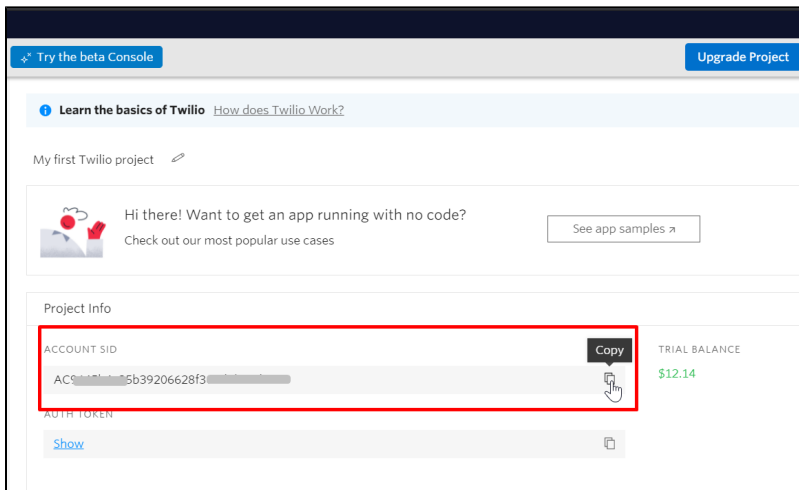 Try the beta Console
Upgrade Project
Learn the basics of Twilio How does Twilio Work?
My first Twilio project
Hi there! Want to get an app running with no code?
Check out our most popular use cases
See app samples
Project Info
ACCOUNT SID
Copy
TRIAL BALANCE
5b39206628f3
$12.14
AUTH TOKEN
Show